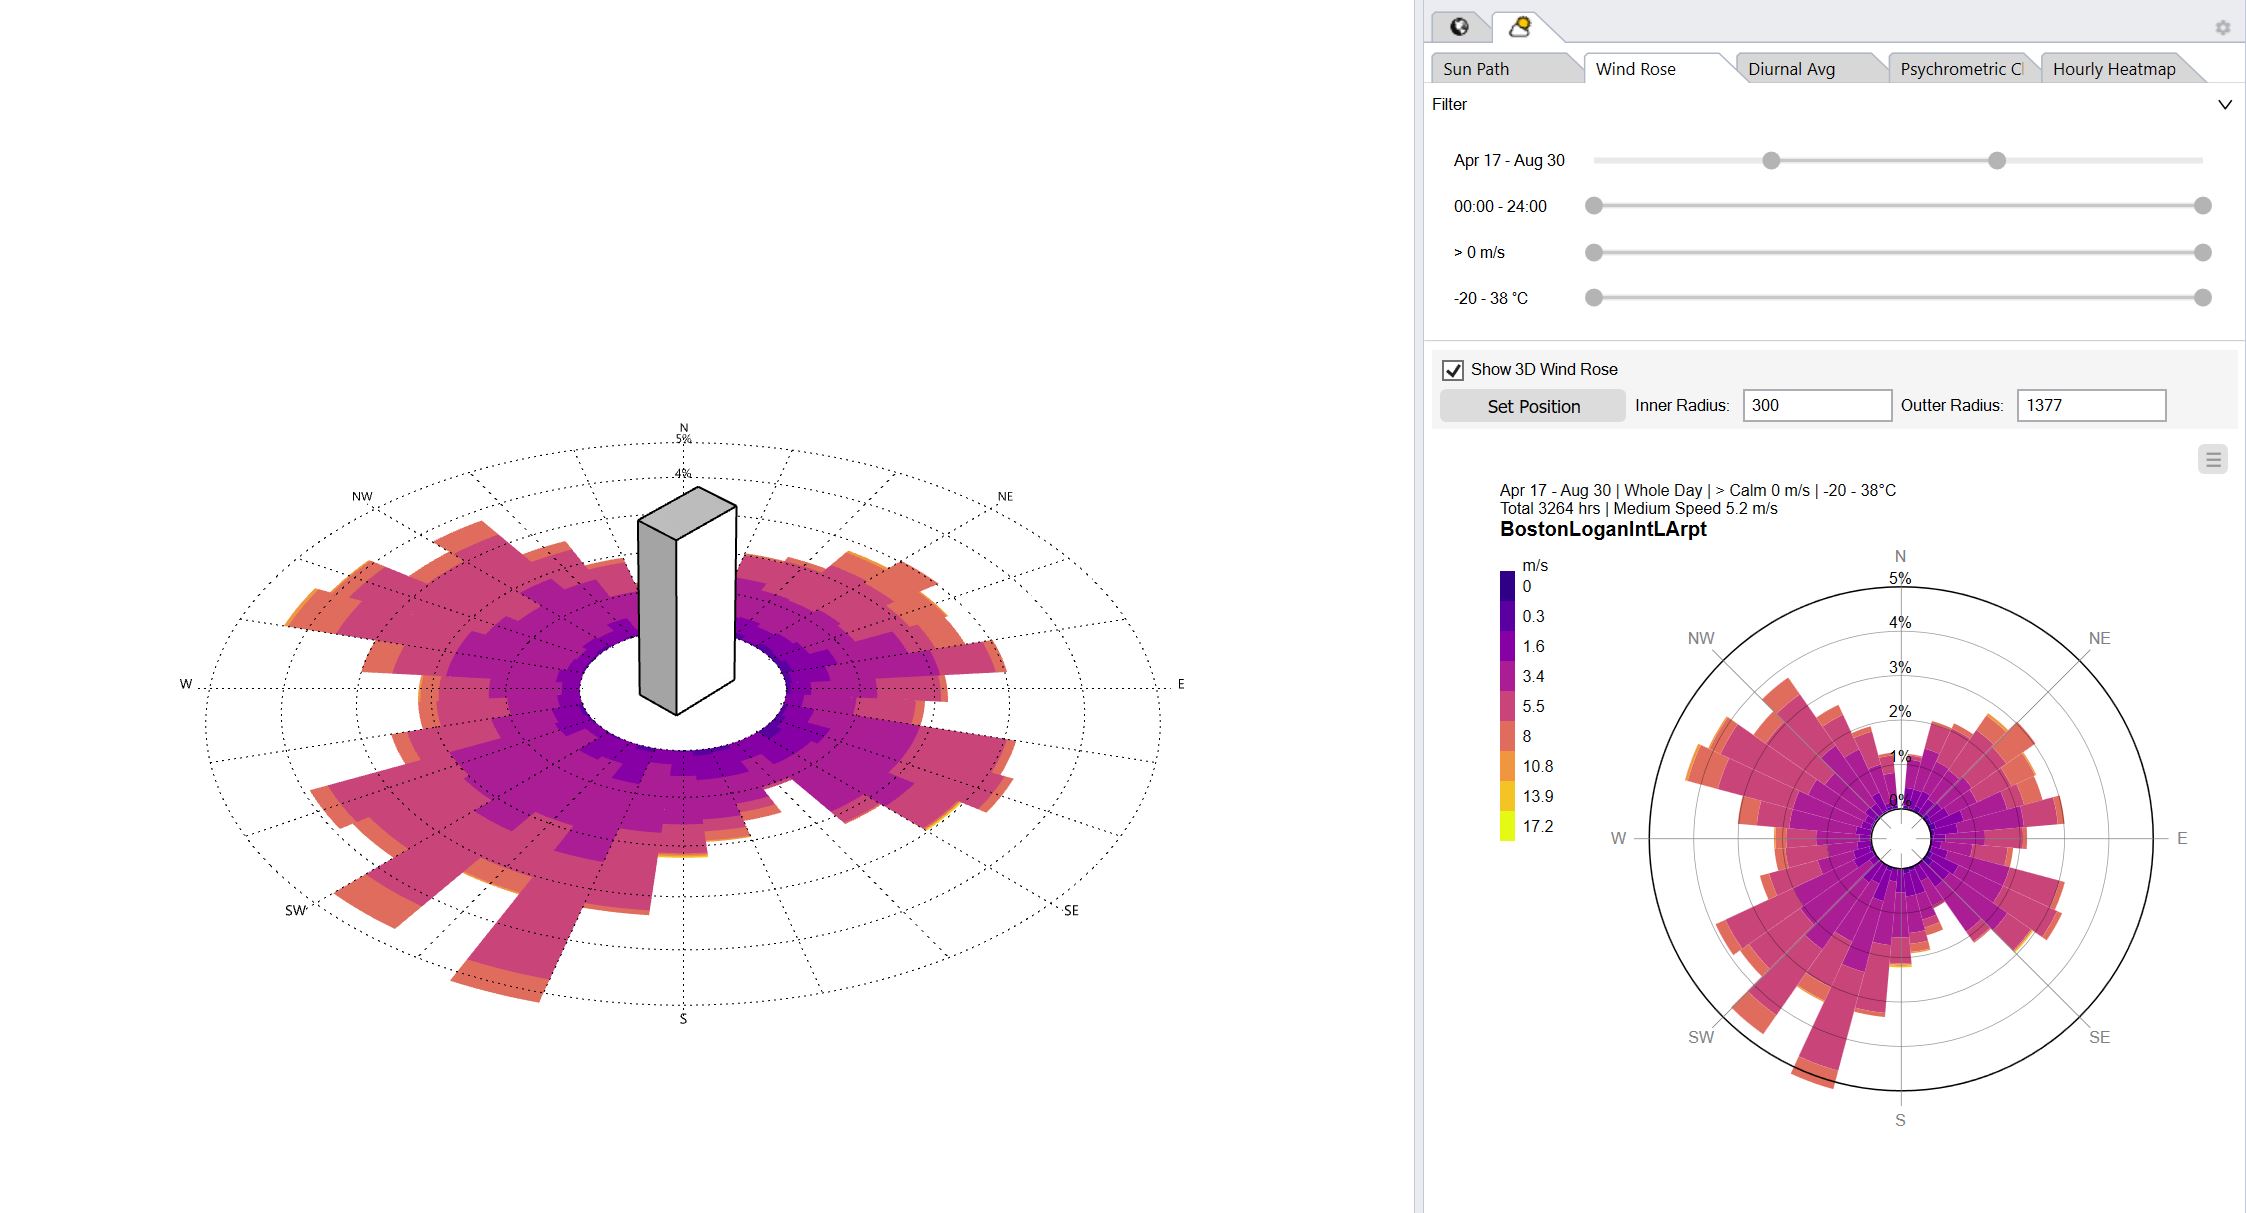 Sun Path
Wind Rose
Diurnal Avg
Psychrometric C
Hourly Heatmap
Filter
Apr 17 - Aug 30
00:00 - 24:00
> 0 m/s
-20 - 38 °C
Show 3D Wind Rose
Set Position
Inner Radius:
300
Outter Radius:
1377
Apr 17 - Aug 30 | Whole Day | > Calm 0 m/s | -20 - 38°C
Total 3264 hrs | Medium Speed 5.2 m/s
BostonLoganIntLArpt
m/s
0
0.3
1.6
3.4
5.5
8
10.8
13.9
17.2
N
5%
4%
3%
2%
1%
0%
NW
NE
W
E
SW
SE
S
N
5%
4%
NW
NE
W
E
SW
SE
S